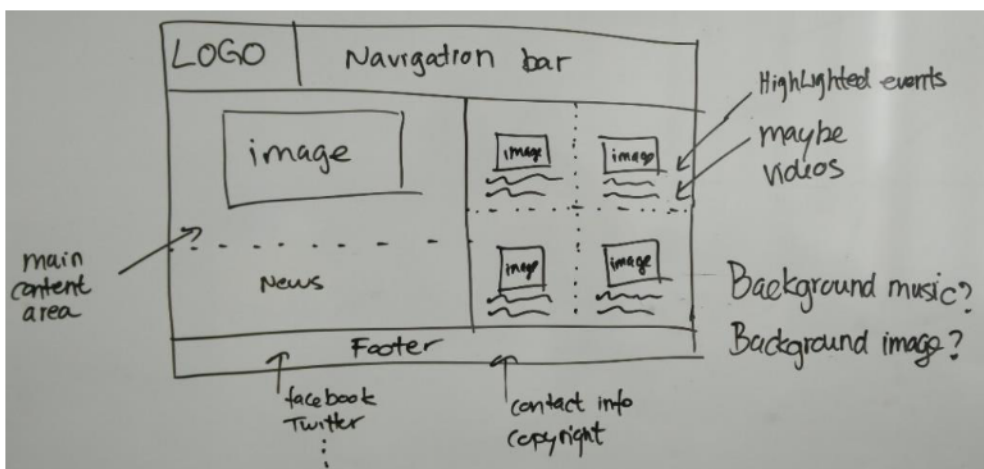 LOGO
Navigation bar
Highlighted events
maybe
videos
image
image
image
main
content
area
News
image
image
Background music?
Background image?
Footer
facebook
Twitter
contact info
copyright